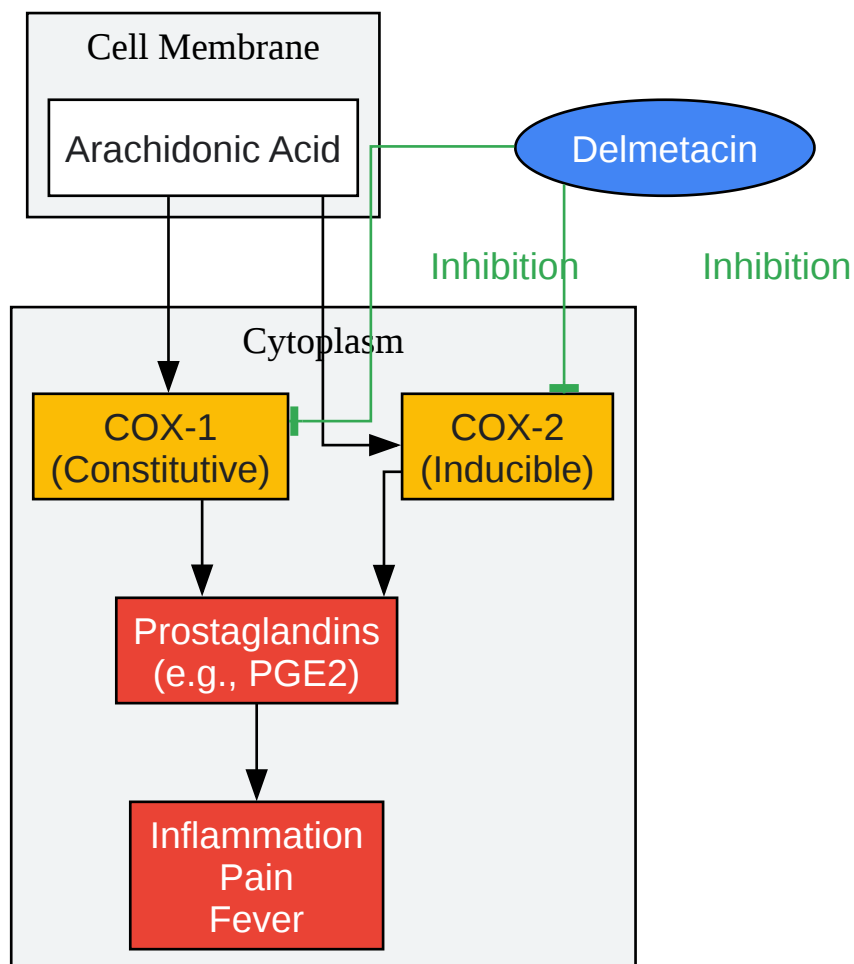 Cell Membrane
Arachidonic Acid
Delmetacin
Inhibition
Inhibition
Cytoplasm
COX-1
(Constitutive)
COX-2
(Inducible)
Prostaglandins
(e.g., PGE2)
Inflammation
Pain
Fever